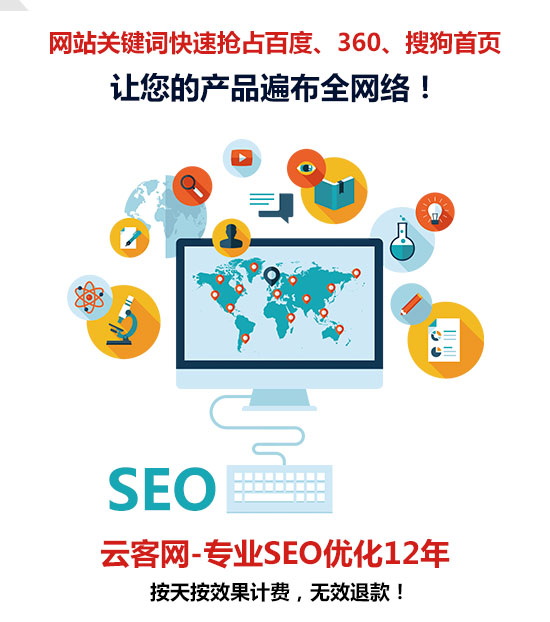 网站关键词快速抢占百度、360、搜狗首页
让您的产品遍布全网络！
SEO
云客网-专业SEO优化12年
按天按效果计费，无效退款！